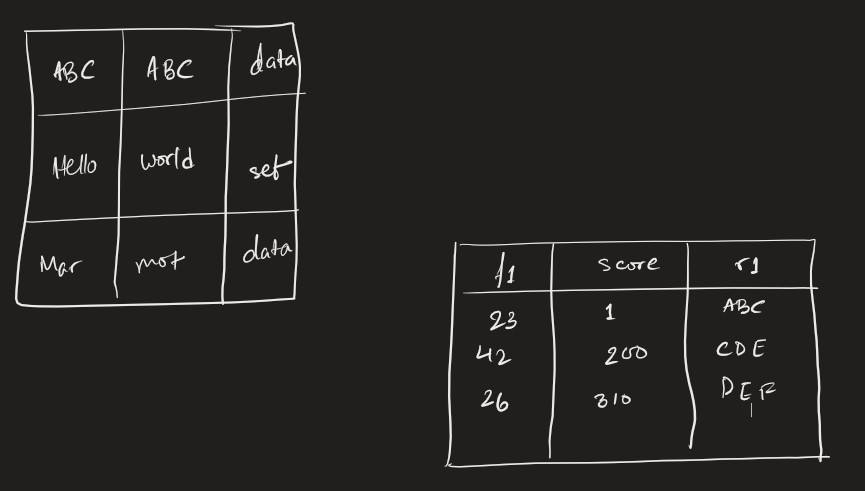 ABC ABC data
Hello world set
Mar mot data
f1 score r1
23 1 ABC
42 200 CDE
26 310 DEF